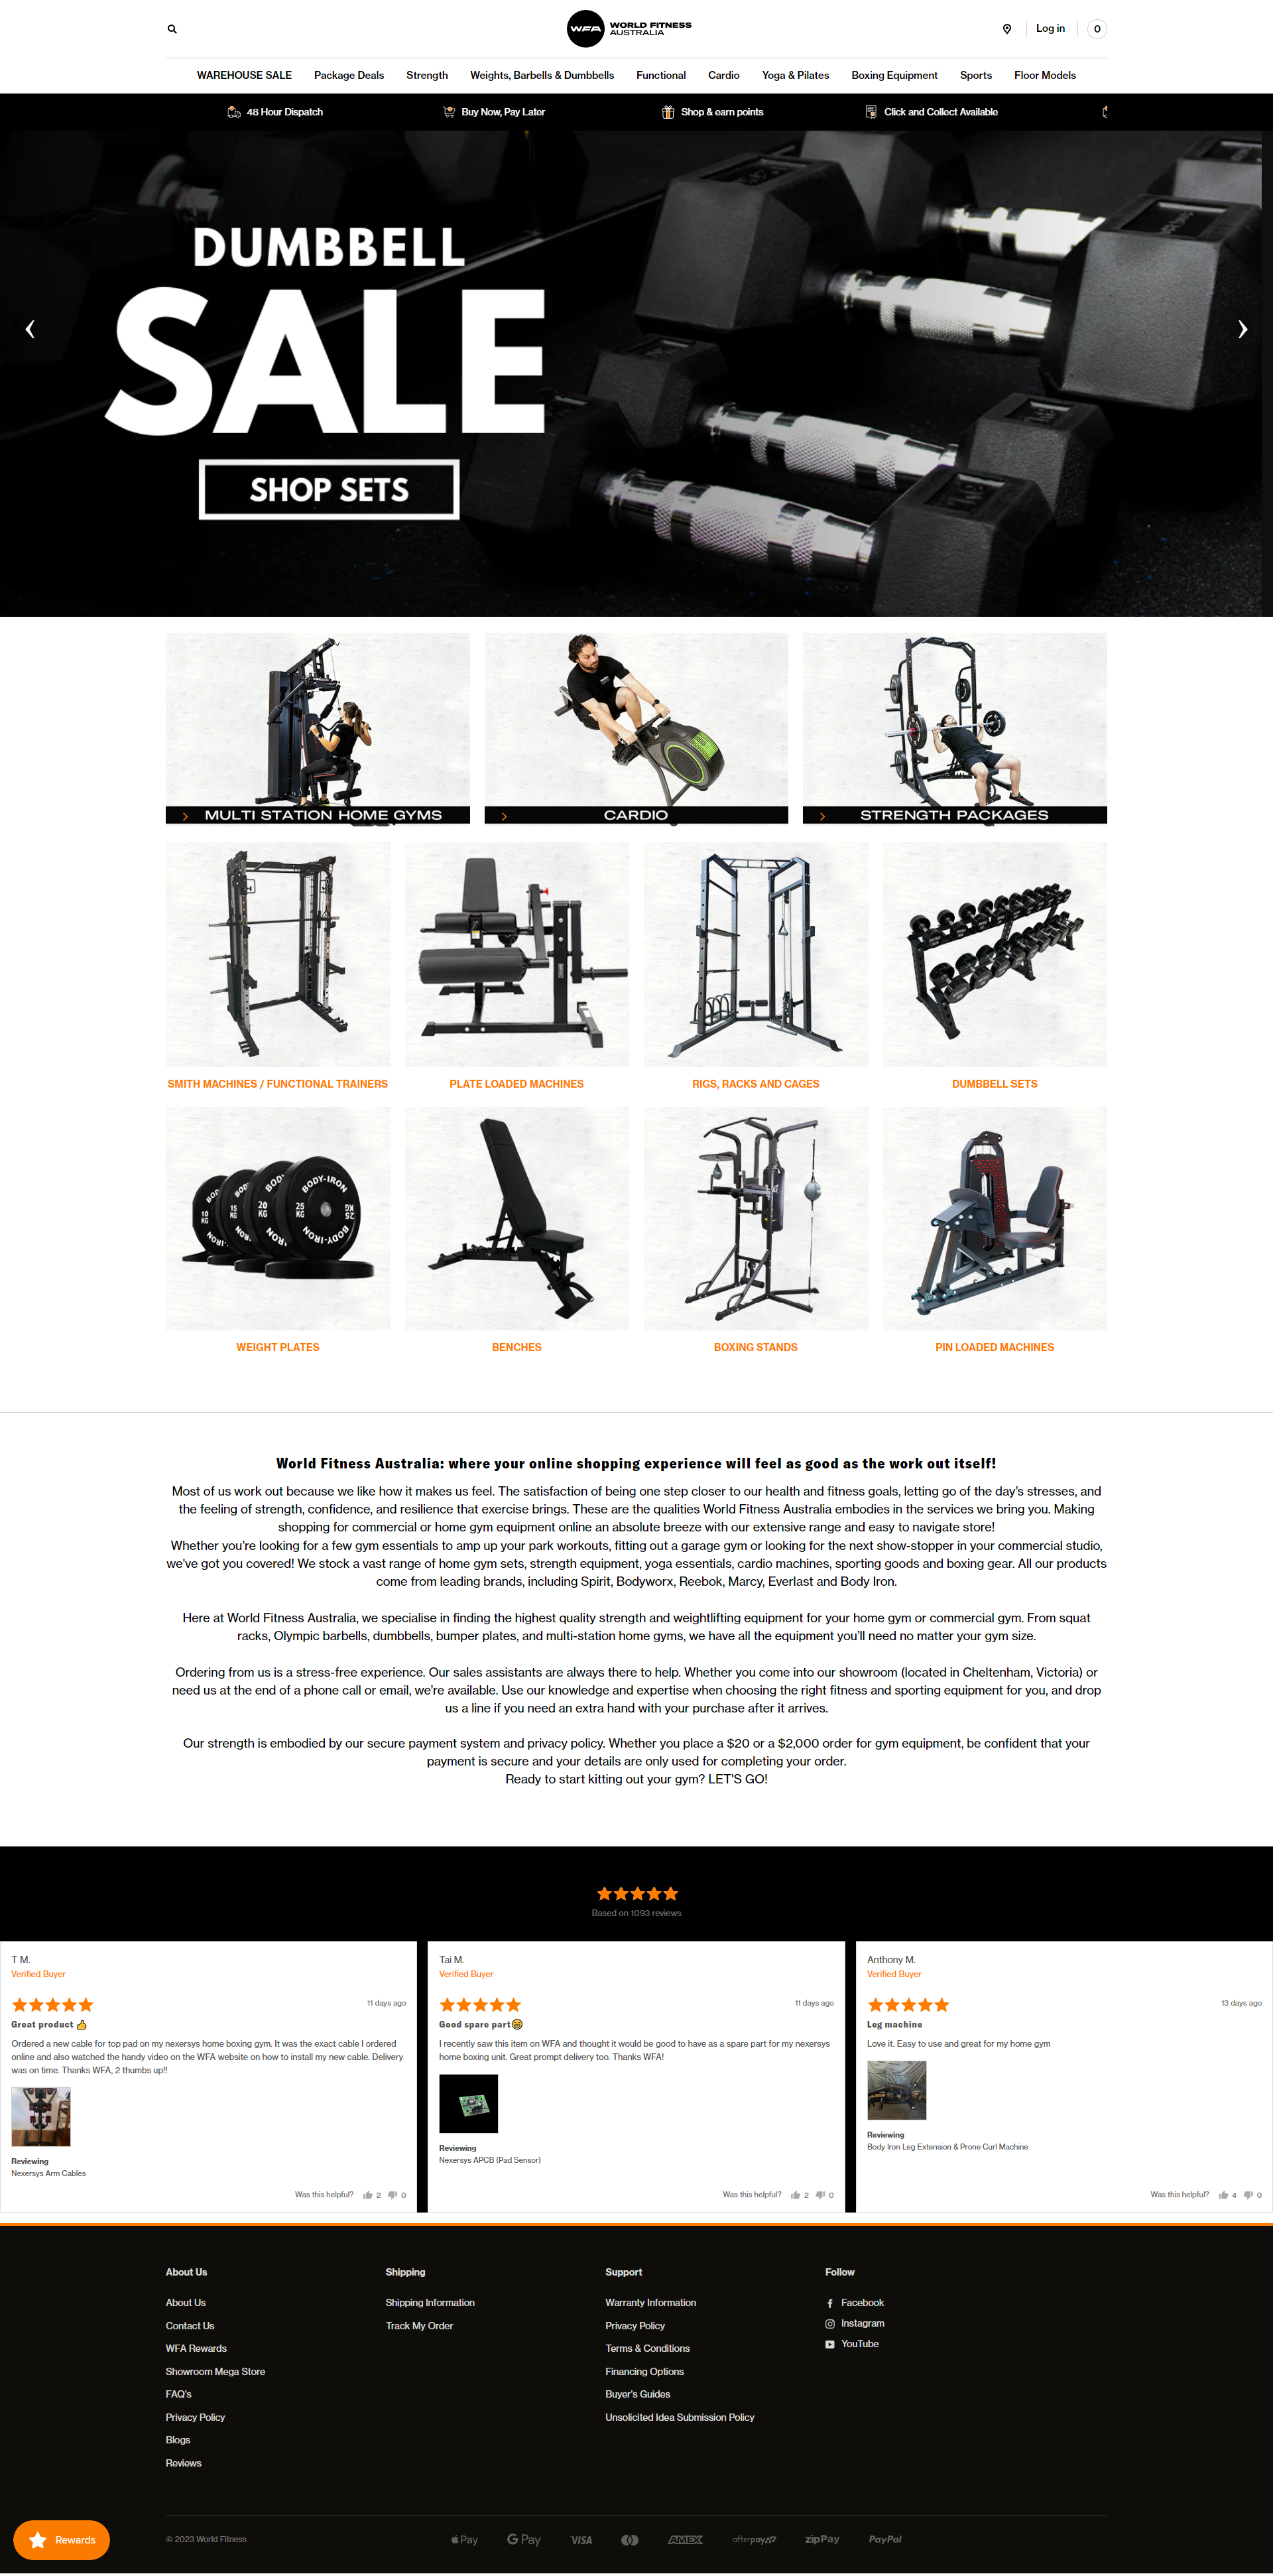 WFA
WORLD FITNESS
AUSTRALIA
Log in
0
WAREHOUSE SALE
Package Deals
Strength
Weights, Barbells & Dumbbells
Functional
Cardio
Yoga & Pilates
Boxing Equipment
Sports
Floor Models
48 Hour Dispatch
Buy Now, Pay Later
Shop & earn points
Click and Collect Available
DUMBBELL
SALE
SHOP SETS
MULTI STATION HOME GYMS
CARDIO
STRENGTH PACKAGES
SMITH MACHINES / FUNCTIONAL TRAINERS
PLATE LOADED MACHINES
RIGS, RACKS AND CAGES
DUMBBELL SETS
BODY-IRON
10 KG
15 KG
20 KG
25 KG
WEIGHT PLATES
BENCHES
BOXING STANDS
PIN LOADED MACHINES
World Fitness Australia: where your online shopping experience will feel as good as the work out itself!
Most of us work out because we like how it makes us feel. The satisfaction of being one step closer to our health and fitness goals, letting go of the day's stresses, and
the feeling of strength, confidence, and resilience that exercise brings. These are the qualities World Fitness Australia embodies in the services we bring you. Making
shopping for commercial or home gym equipment online an absolute breeze with our extensive range and easy to navigate store!
Whether you're looking for a few gym essentials to amp up your park workouts, fitting out a garage gym or looking for the next show-stopper in your commercial studio,
we've got you covered! We stock a vast range of home gym sets, strength equipment, yoga essentials, cardio machines, sporting goods and boxing gear. All our products
come from leading brands, including Spirit, Bodyworx, Reebok, Marcy, Everlast and Body Iron.
Here at World Fitness Australia, we specialise in finding the highest quality strength and weightlifting equipment for your home gym or commercial gym. From squat
racks, Olympic barbells, dumbbells, bumper plates, and multi-station home gyms, we have all the equipment you'll need no matter your gym size.
Ordering from us is a stress-free experience. Our sales assistants are always there to help. Whether you come into our showroom (located in Cheltenham, Victoria) or
need us at the end of a phone call or email, we're available. Use our knowledge and expertise when choosing the right fitness and sporting equipment for you, and drop
us a line if you need an extra hand with your purchase after it arrives.
Our strength is embodied by our secure payment system and privacy policy. Whether you place a $20 or a $2,000 order for gym equipment, be confident that your
payment is secure and your details are only used for completing your order.
Ready to start kitting out your gym? LET'S GO!
Based on 1093 reviews
T M.
Verified Buyer
11 days ago
Great product 👍
Ordered a new cable for top pad on my nexersys home boxing gym. It was the exact cable I ordered
online and also watched the handy video on the WFA website on how to install my new cable. Delivery
was on time. Thanks WFA, 2 thumbs up!!
Reviewing
Nexersys Arm Cables
Was this helpful? 2 0
Tai M.
Verified Buyer
11 days ago
Good spare part😁
I recently saw this item on WFA and thought it would be good to have as a spare part for my nexersys
home boxing unit. Great prompt delivery too. Thanks WFA!
Reviewing
Nexersys APCB (Pad Sensor)
Was this helpful? 2 0
Anthony M.
Verified Buyer
13 days ago
Leg machine
Love it. Easy to use and great for my home gym
Reviewing
Body Iron Leg Extension & Prone Curl Machine
Was this helpful? 4 0
About Us
About Us
Contact Us
WFA Rewards
Showroom Mega Store
FAQ's
Privacy Policy
Blogs
Reviews
Shipping
Shipping Information
Track My Order
Support
Warranty Information
Privacy Policy
Terms & Conditions
Financing Options
Buyer's Guides
Unsolicited Idea Submission Policy
Follow
Facebook
Instagram
YouTube
Rewards
© 2023 World Fitness
Pay
G Pay
VISA
AMEX
afterpay
zipPay
PayPal